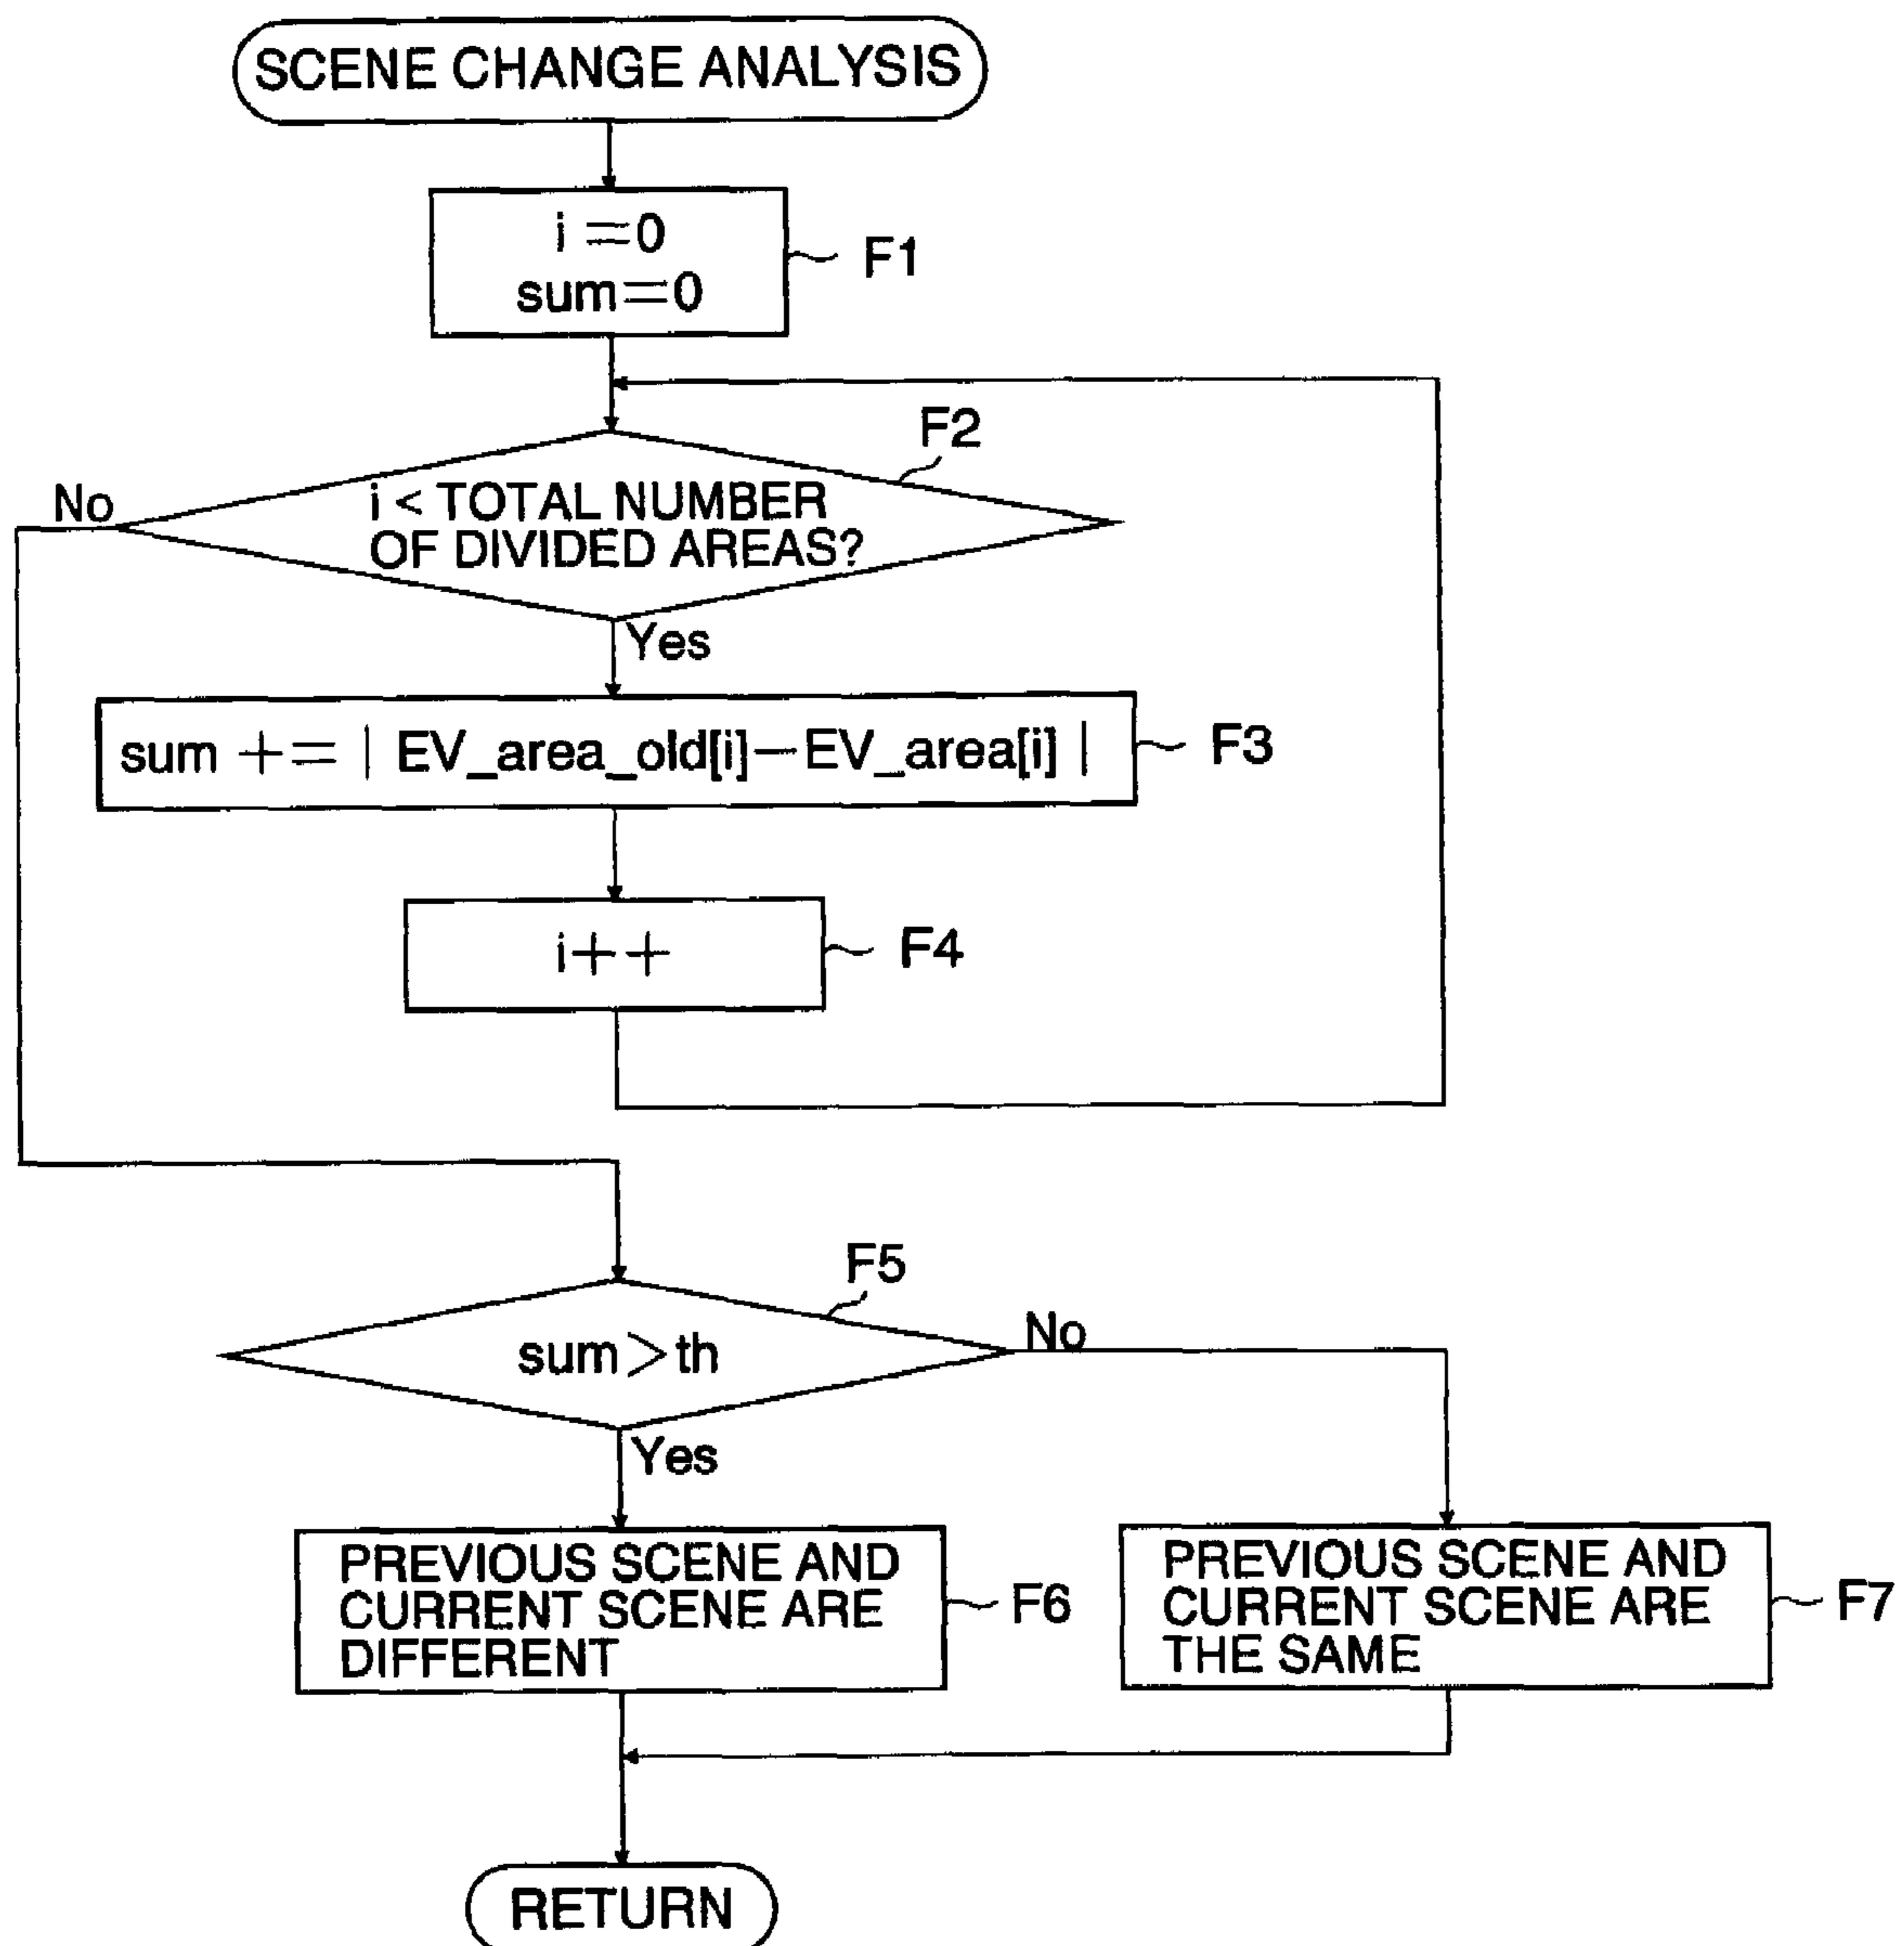 SCENE CHANGE ANALYSIS
i=0
sum=0
F1
F2
No
i < TOTAL NUMBER
OF DIVIDED AREAS?
Yes
sum += | EV_area_old[i]-EV_area[i] |
F3
i++
F4
F5
sum>th
No
Yes
PREVIOUS SCENE AND
CURRENT SCENE ARE
DIFFERENT
F6
PREVIOUS SCENE AND
CURRENT SCENE ARE
THE SAME
F7
RETURN